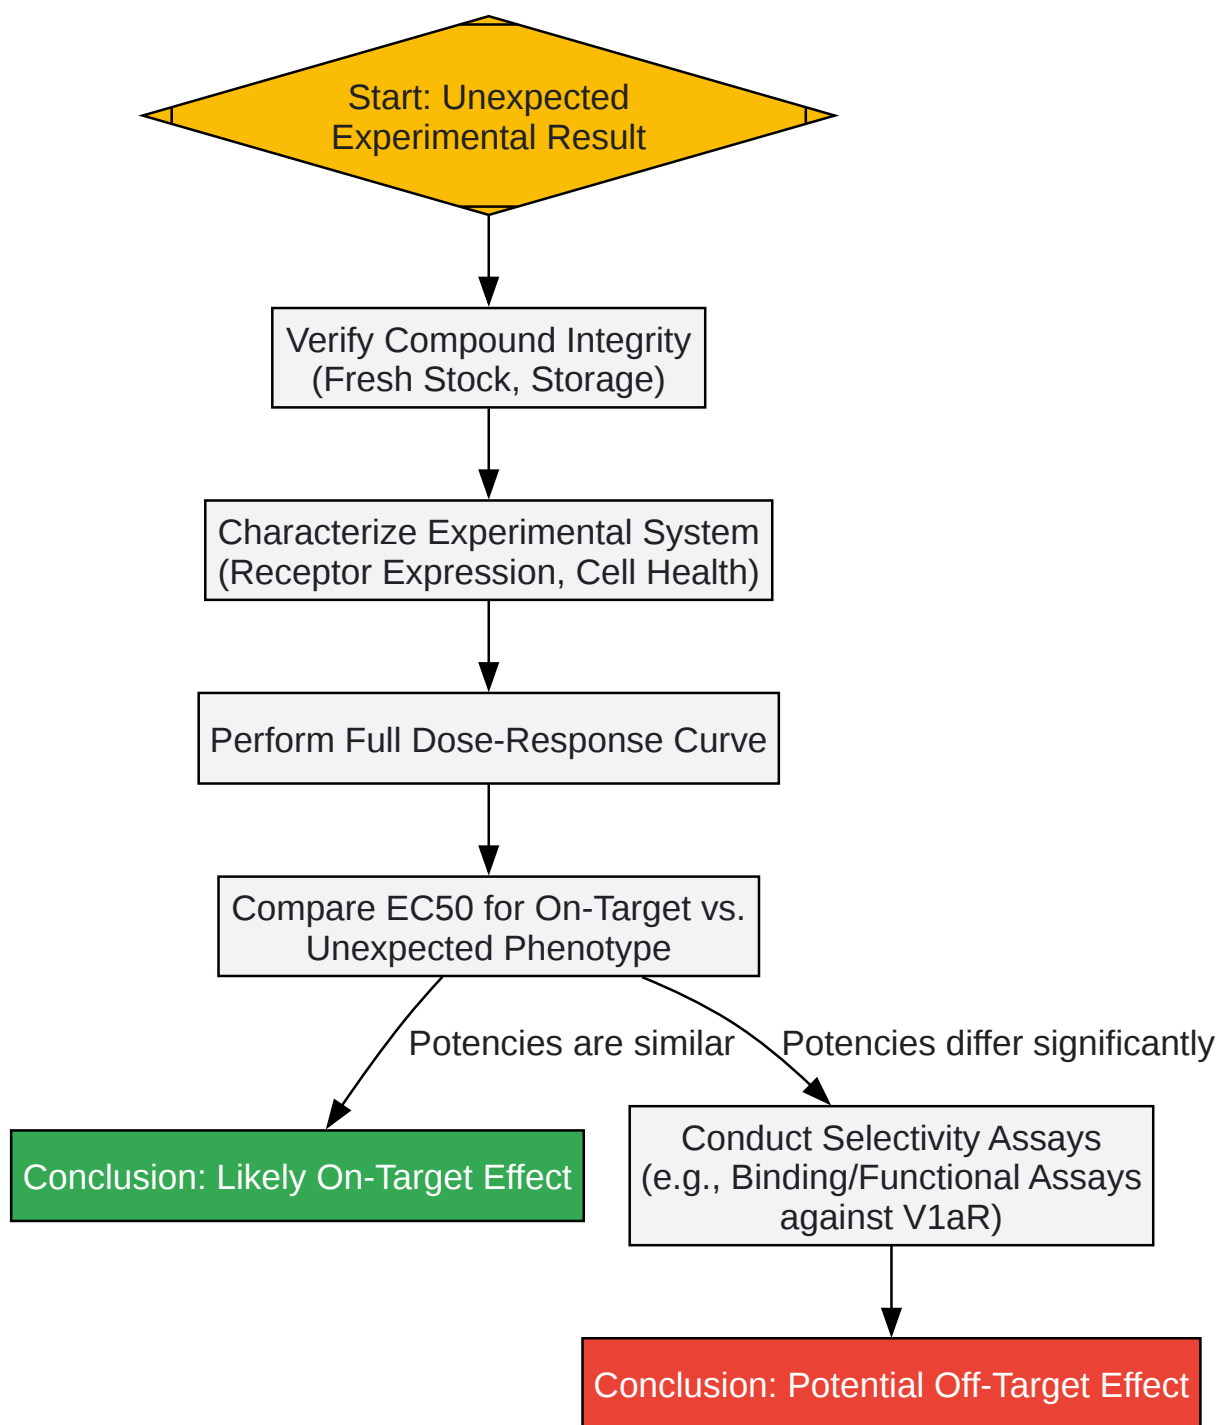 Start: Unexpected
Experimental Result
Verify Compound Integrity
(Fresh Stock, Storage)
Characterize Experimental System
(Receptor Expression, Cell Health)
Perform Full Dose-Response Curve
Compare EC50 for On-Target vs.
Unexpected Phenotype
Potencies are similar
Potencies differ significantly
Conclusion: Likely On-Target Effect
Conduct Selectivity Assays
(e.g., Binding/Functional Assays
against V1aR)
Conclusion: Potential Off-Target Effect